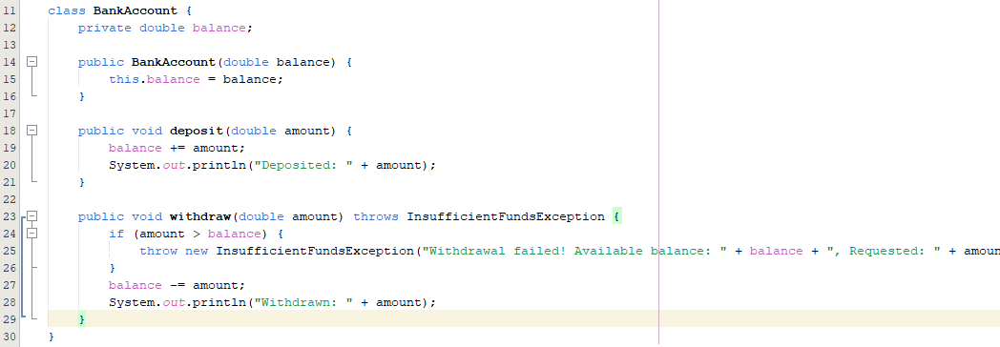 11 class BankAccount {
12     private double balance;
13
14     public BankAccount(double balance) {
15         this.balance = balance;
16     }
17
18     public void deposit(double amount) {
19         balance += amount;
20         System.out.println("Deposited: " + amount);
21     }
22
23     public void withdraw(double amount) throws InsufficientFundsException {
24         if (amount > balance) {
25             throw new InsufficientFundsException("Withdrawal failed! Available balance: " + balance + ", Requested: " + amoun
26         }
27         balance -= amount;
28         System.out.println("Withdrawn: " + amount);
29     }
30 }